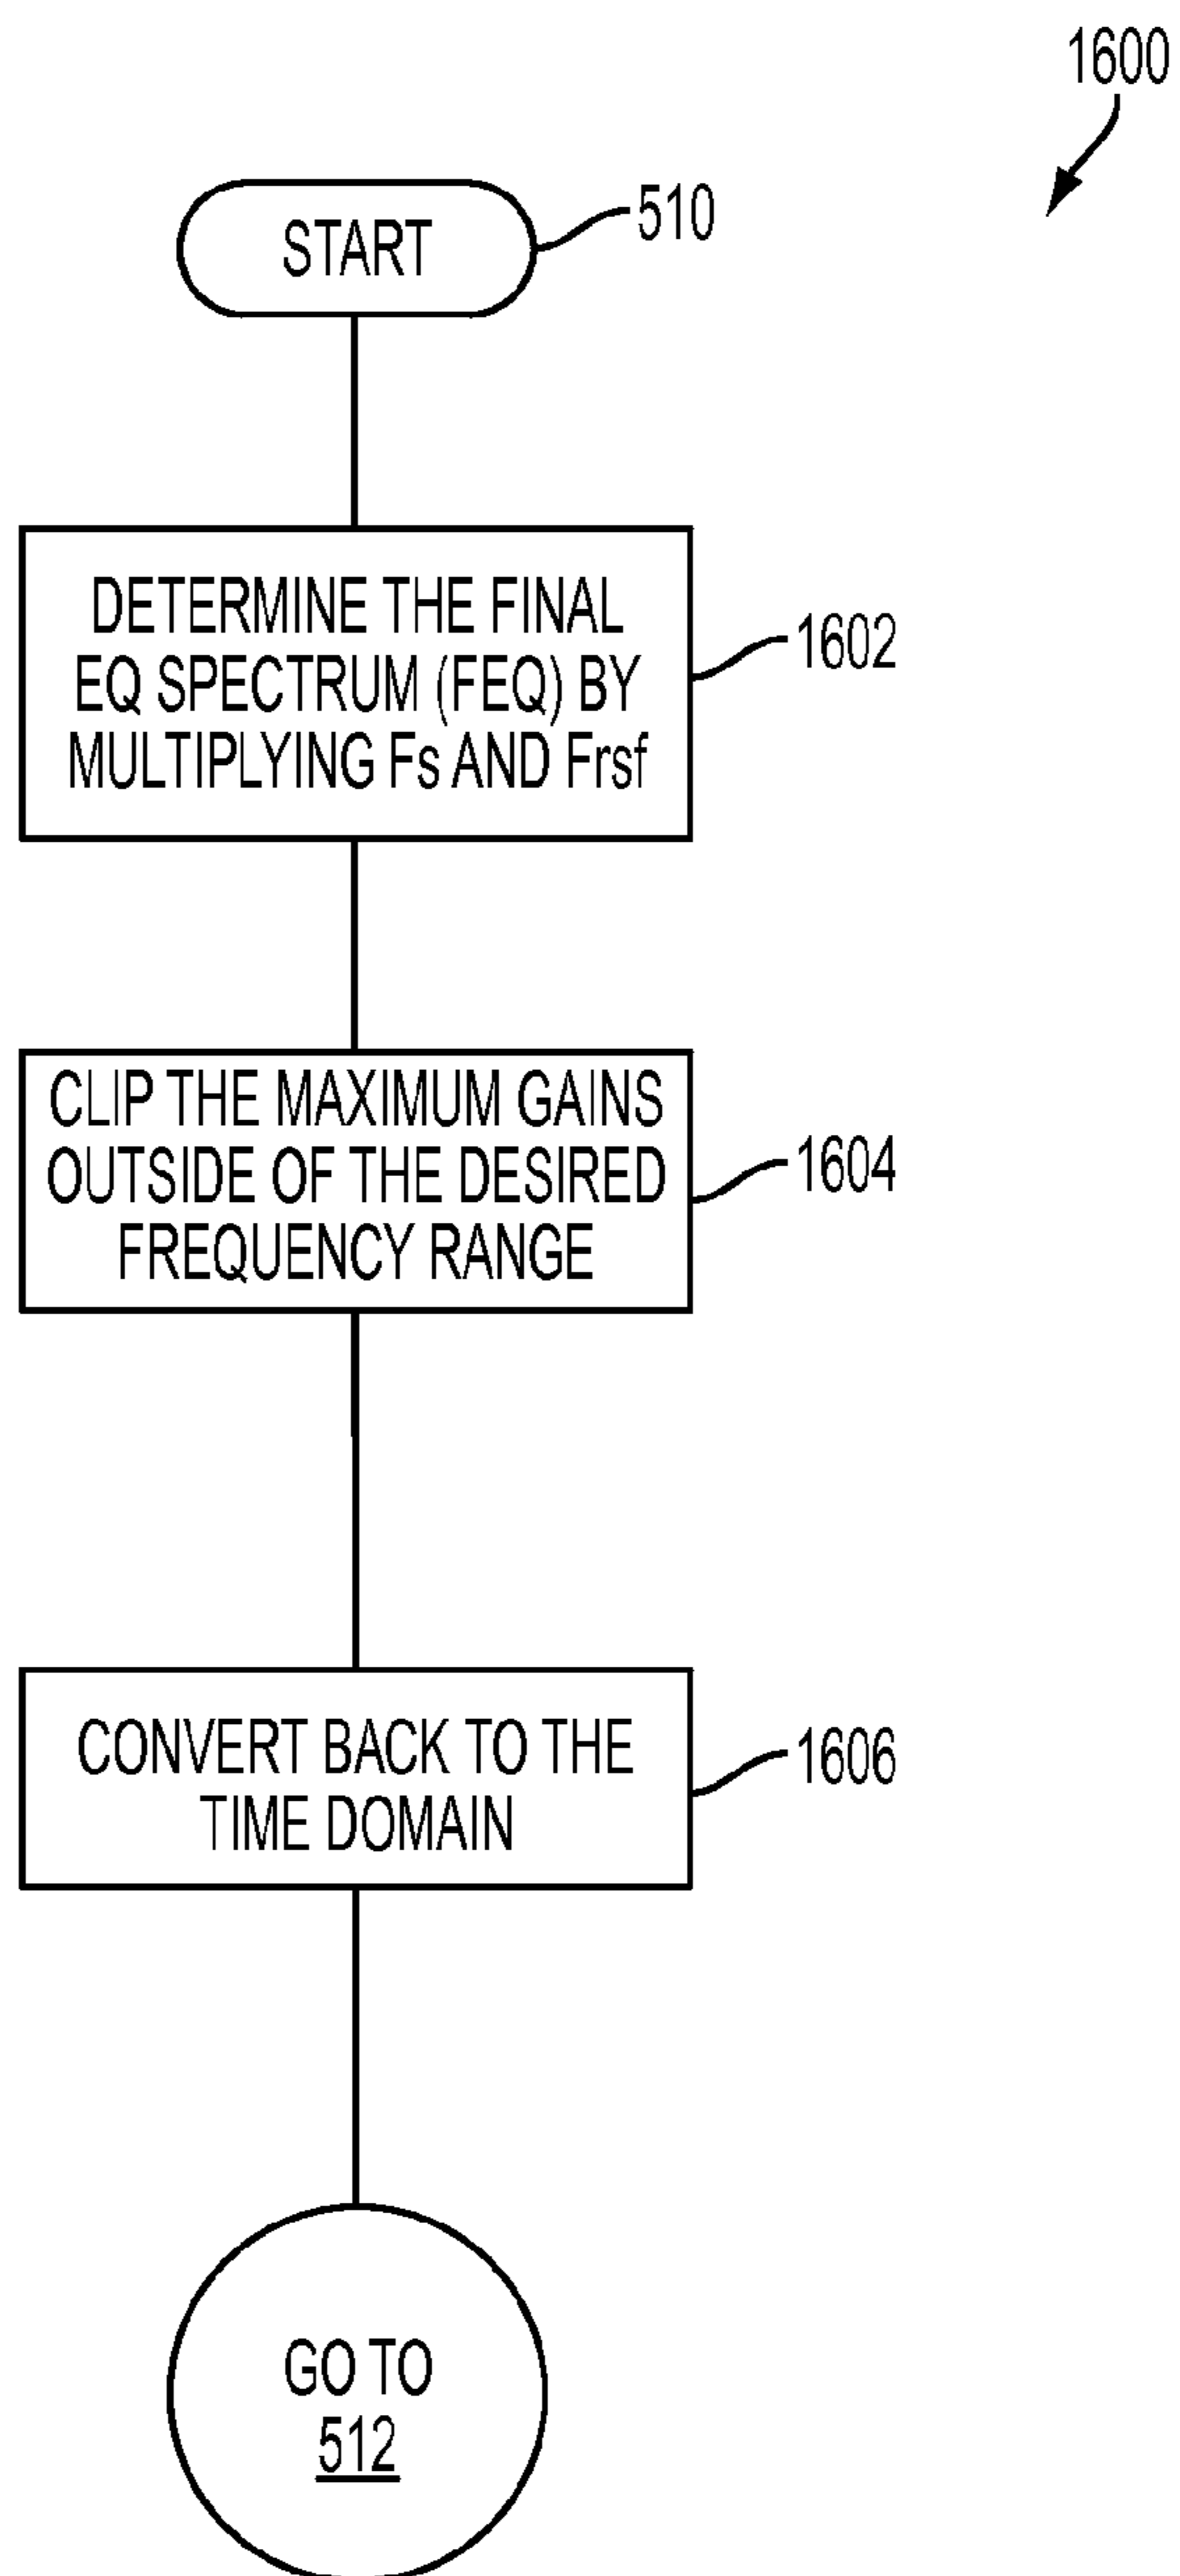 1600
START
510
DETERMINE THE FINAL
EQ SPECTRUM (FEQ) BY
MULTIPLYING Fs AND Frsf
1602
CLIP THE MAXIMUM GAINS
OUTSIDE OF THE DESIRED
FREQUENCY RANGE
1604
CONVERT BACK TO THE
TIME DOMAIN
1606
GO TO
512